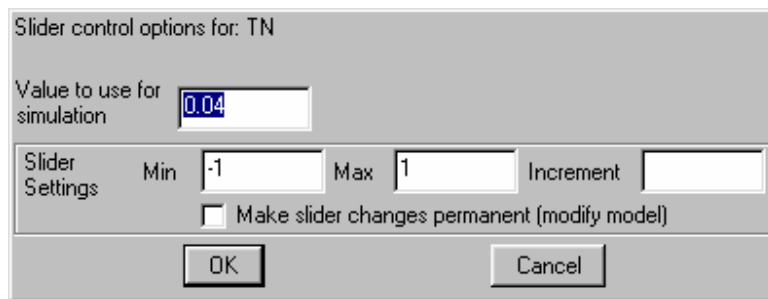 Slider control options for: TN
Value to use for
simulation
0.04
Slider
Settings
Min
-1
Max
1
Increment
Make slider changes permanent (modify model)
OK
Cancel